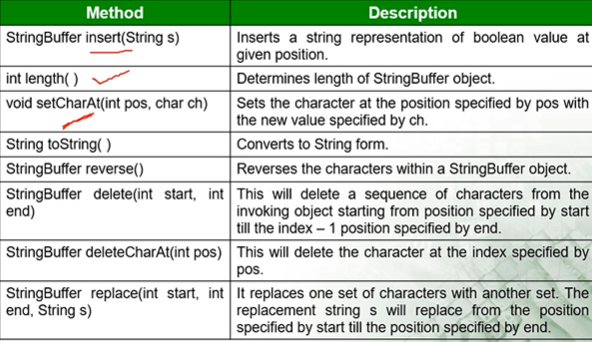 Method Description
StringBuffer insert(String s) Inserts a string representation of boolean value at
given position.
int length( ) Determines length of StringBuffer object.
void setCharAt(int pos, char ch) Sets the character at the position specified by pos with
the new value specified by ch.
String toString( ) Converts to String form.
StringBuffer reverse() Reverses the characters within a StringBuffer object.
StringBuffer delete(int start, int This will delete a sequence of characters from the
end) invoking object starting from position specified by start
till the index – 1 position specified by end.
StringBuffer deleteCharAt(int pos) This will delete the character at the index specified by
pos.
StringBuffer replace(int start, int It replaces one set of characters with another set. The
end, String s) replacement string s will replace from the position
specified by start till the position specified by end.